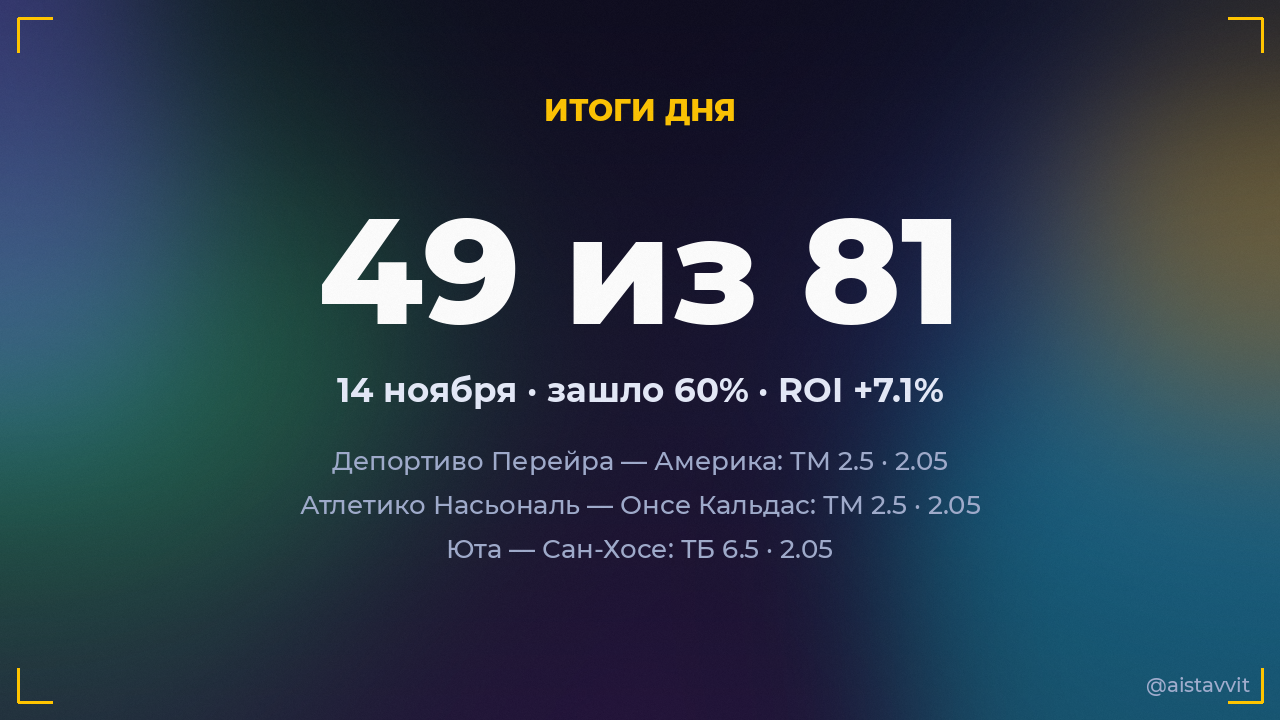 ИТОГИ ДНЯ
49 из 81
14 ноября · зашло 60% · ROI +7.1%
Депортиво Перейра — Америка: ТМ 2.5 · 2.05
Атлетико Насьональ — Онсе Кальдас: ТМ 2.5 · 2.05
Юта — Сан-Хосе: ТБ 6.5 · 2.05
@aistavvit